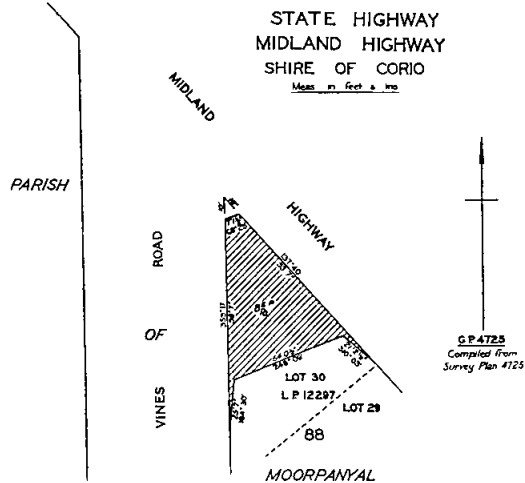 STATE HIGHWAY
MIDLAND HIGHWAY
SHIRE OF CORIO
Meas in feet & ins
MIDLAND
HIGHWAY
PARISH
ROAD
OF
VINES
G P 4725
Compiled from
Survey Plan 4725
LOT 30
L P 12297
LOT 29
88
MOORPANYAL